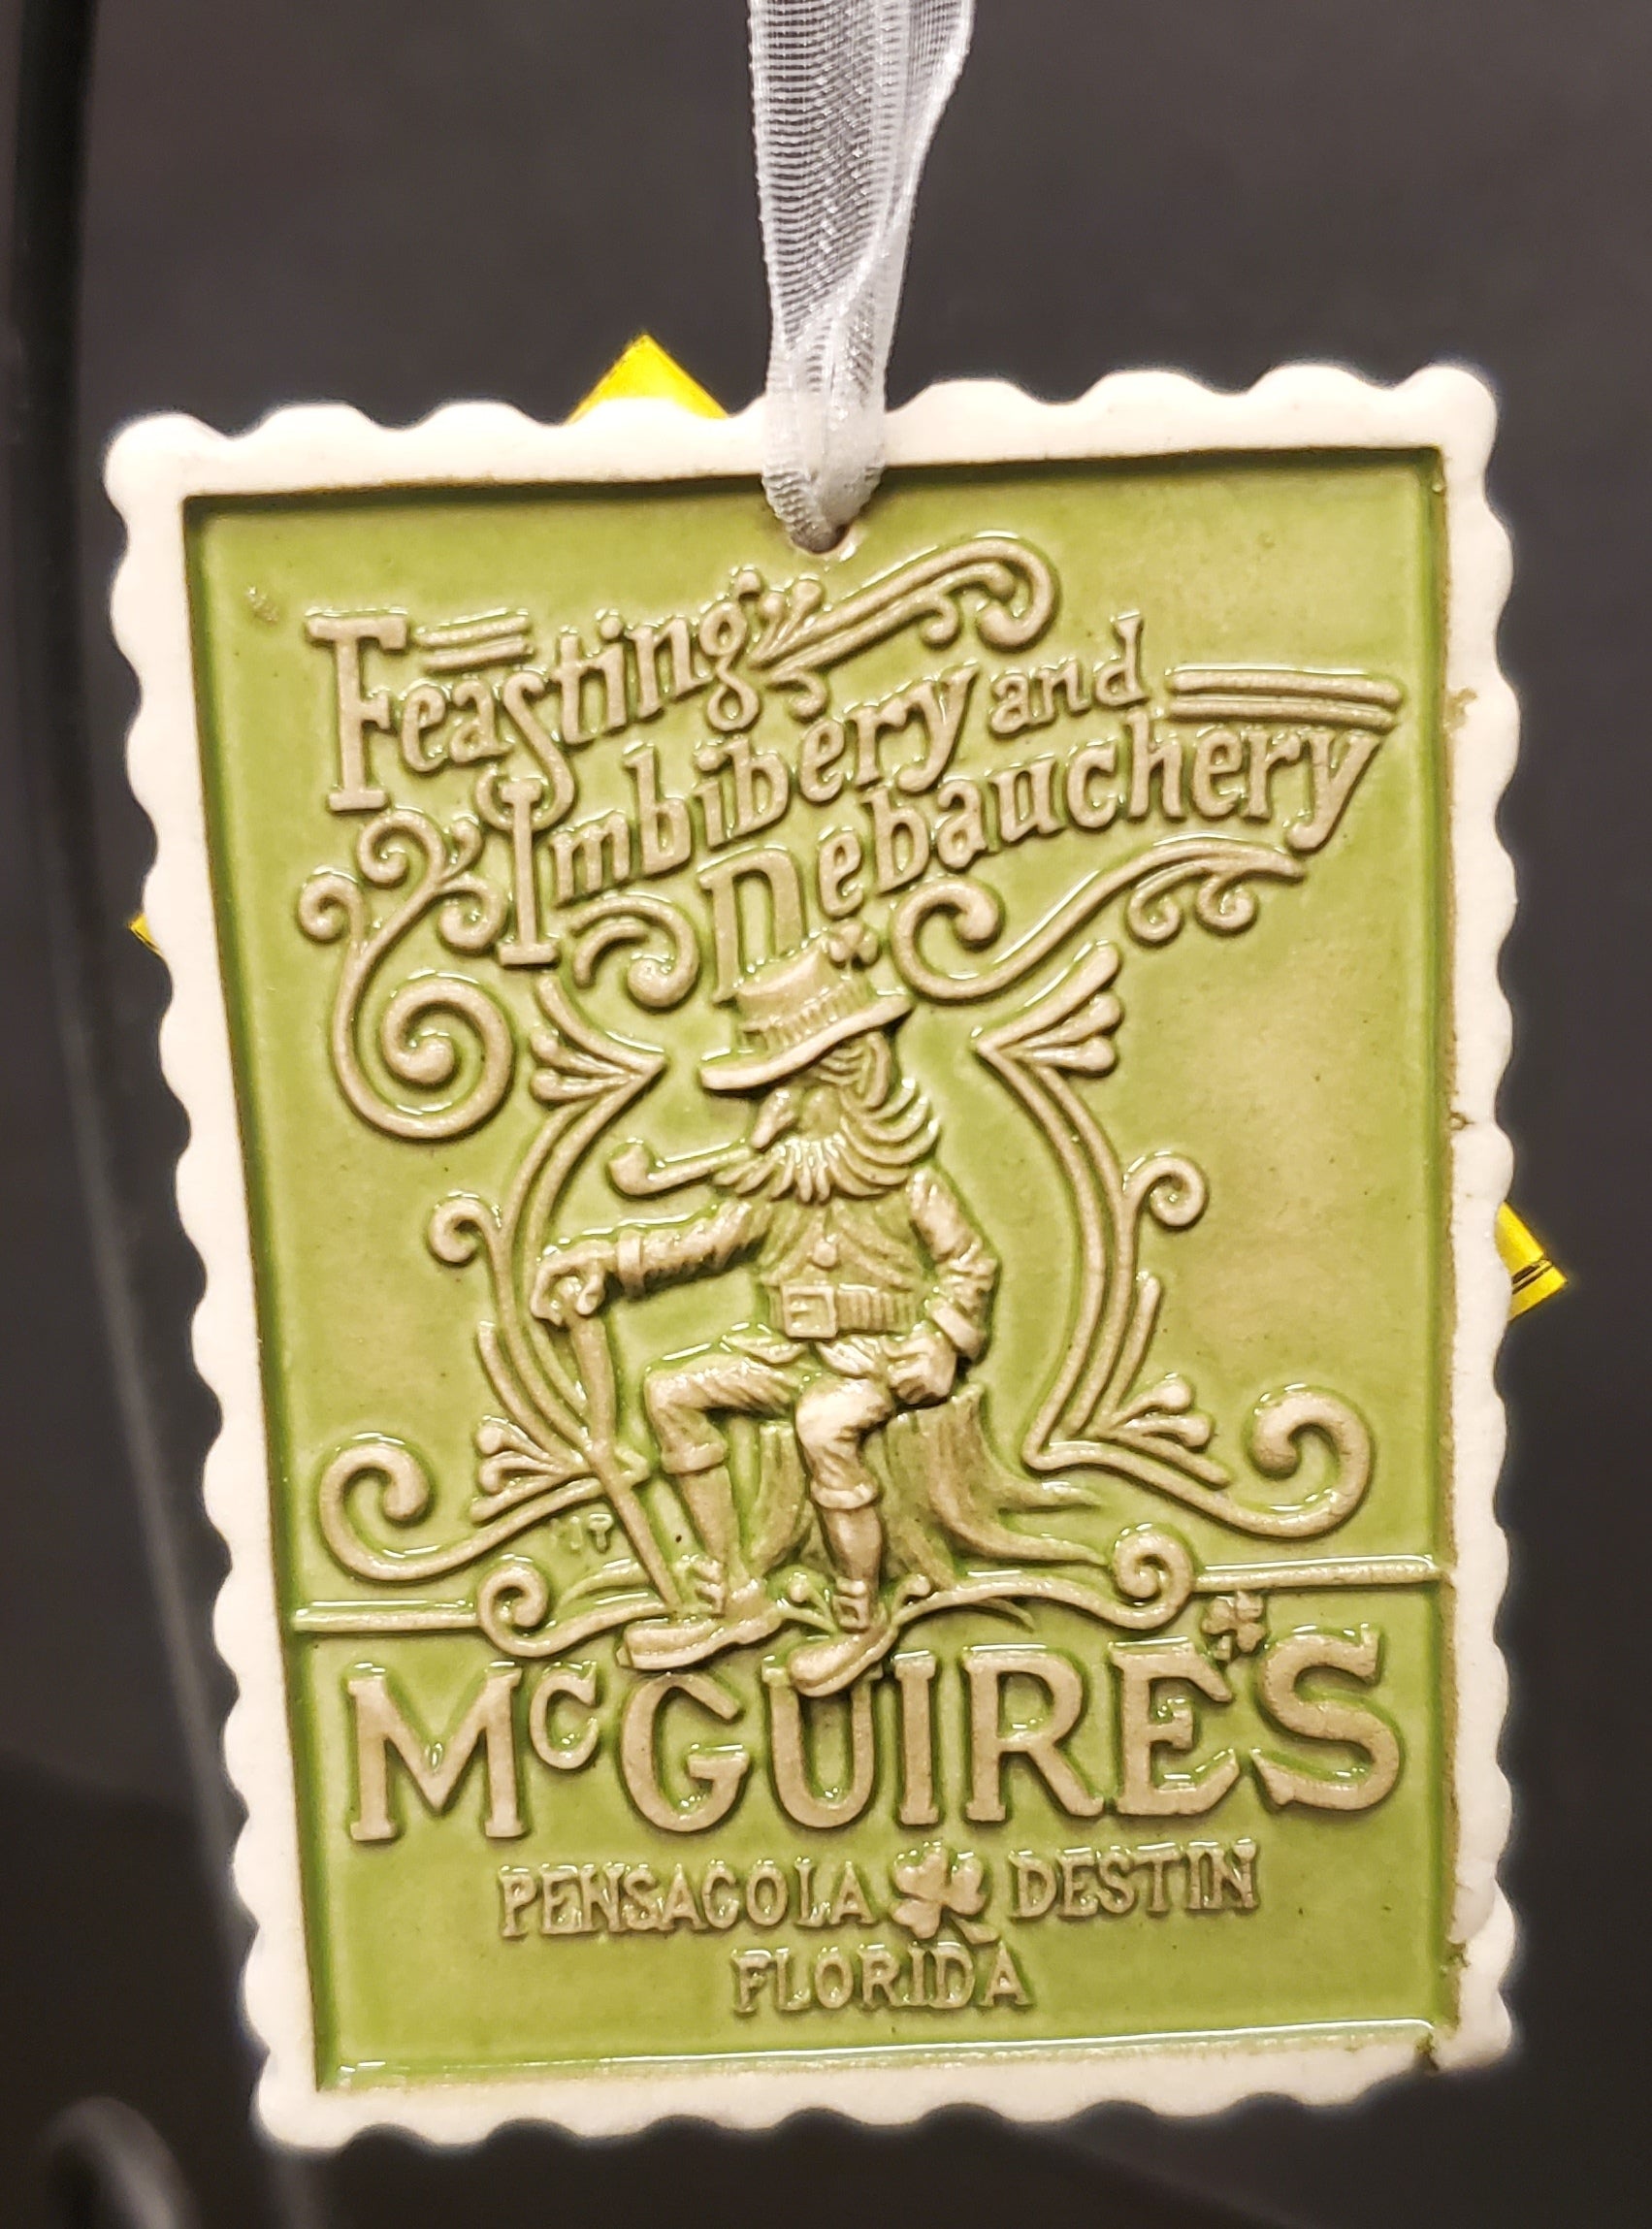 Feasting
Imbibery and
Debauchery
McGUIRE'S
PENSACOLA DESTIN
FLORIDA